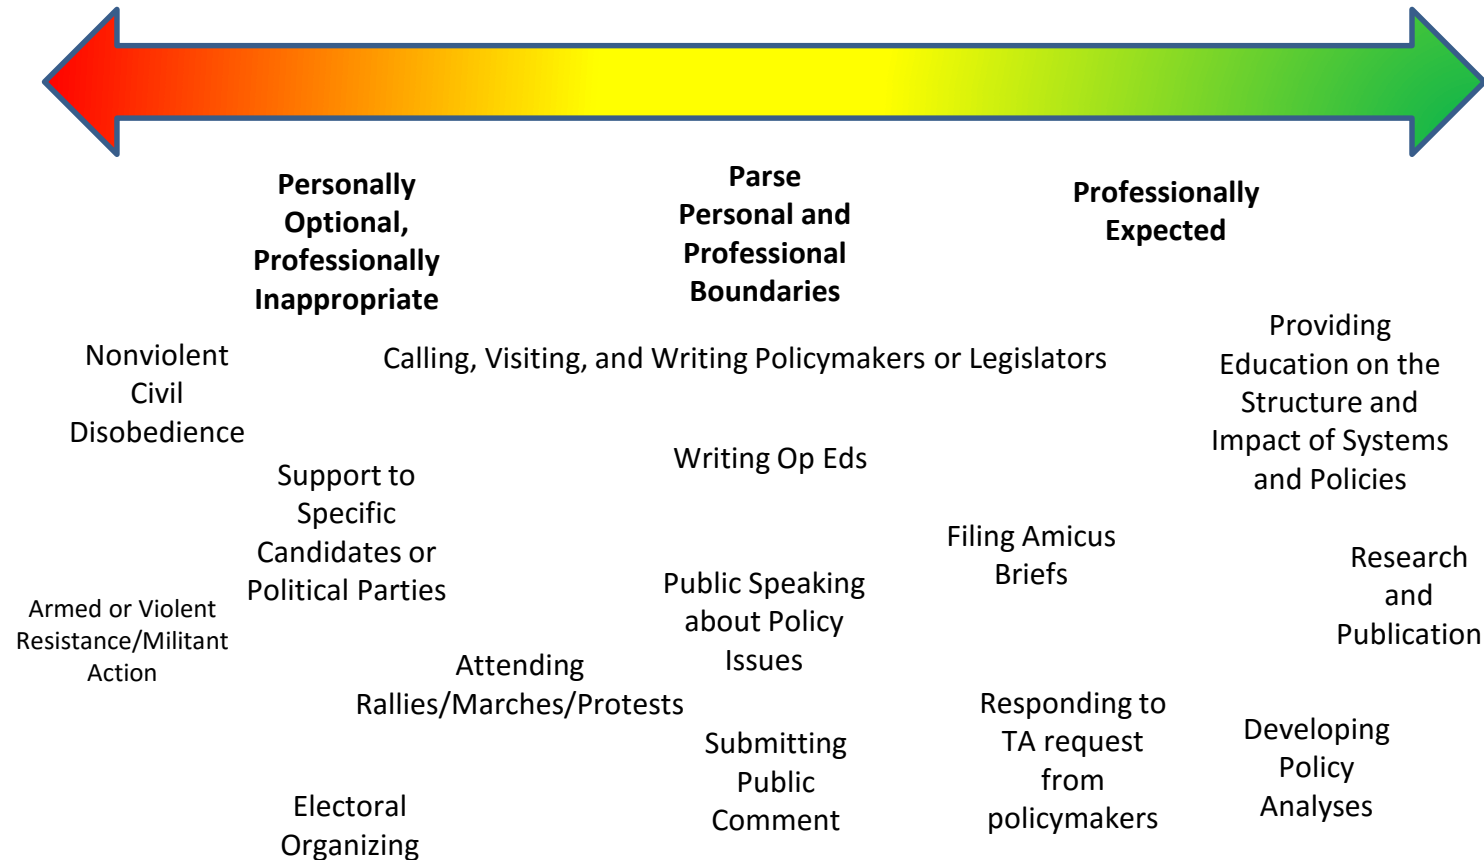 Personally
Optional,
Professionally
Inappropriate
Parse
Personal and
Professional
Boundaries
Professionally
Expected
Nonviolent
Civil
Disobedience
Calling, Visiting, and Writing Policymakers or Legislators
Providing
Education on the
Structure and
Impact of Systems
and Policies
Support to
Specific
Candidates or
Political Parties
Writing Op Eds
Filing Amicus
Briefs
Research
and
Publication
Armed or Violent
Resistance/Militant
Action
Public Speaking
about Policy
Issues
Attending
Rallies/Marches/Protests
Responding to
TA request
from
policymakers
Developing
Policy
Analyses
Submitting
Public
Comment
Electoral
Organizing